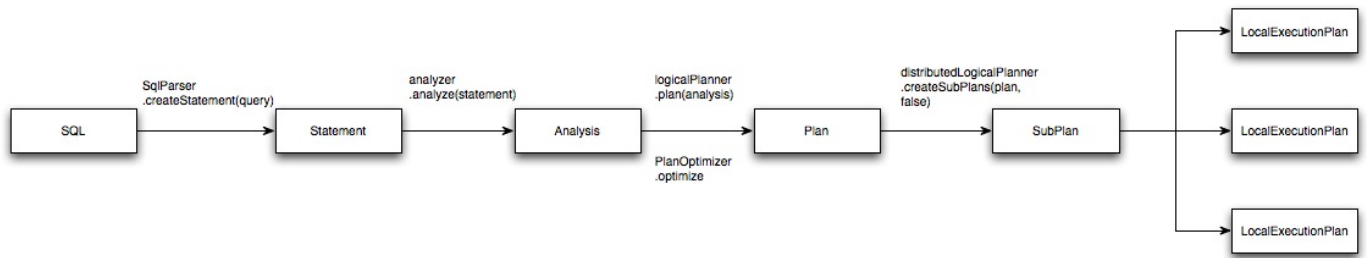 SQL
SqlParser
.createStatement(query)
Statement
analyzer
.analyze(statement)
Analysis
logicalPlanner
.plan(analysis)
PlanOptimizer
.optimize
Plan
distributedLogicalPlanner
.createSubPlans(plan,
false)
SubPlan
LocalExecutionPlan
LocalExecutionPlan
LocalExecutionPlan